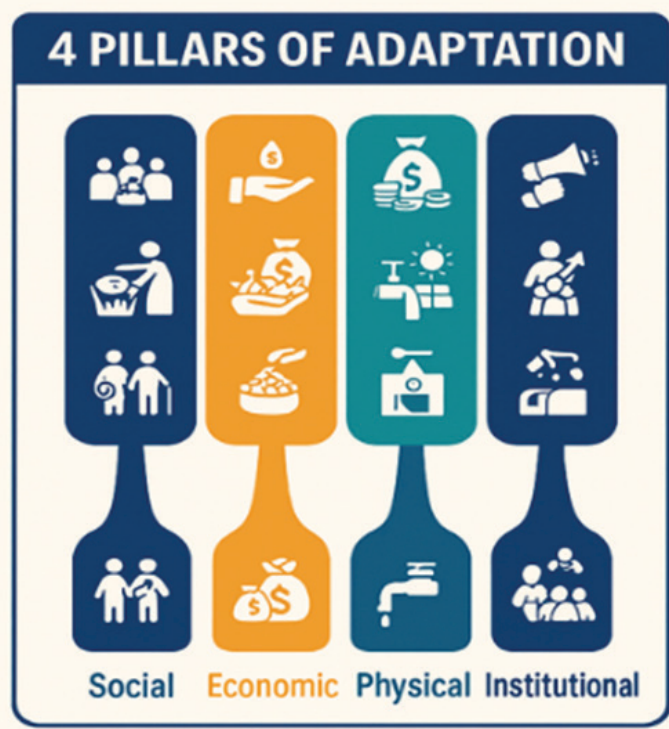 4 PILLARS OF ADAPTATION
$
$
$
$ $
Social Economic Physical Institutional